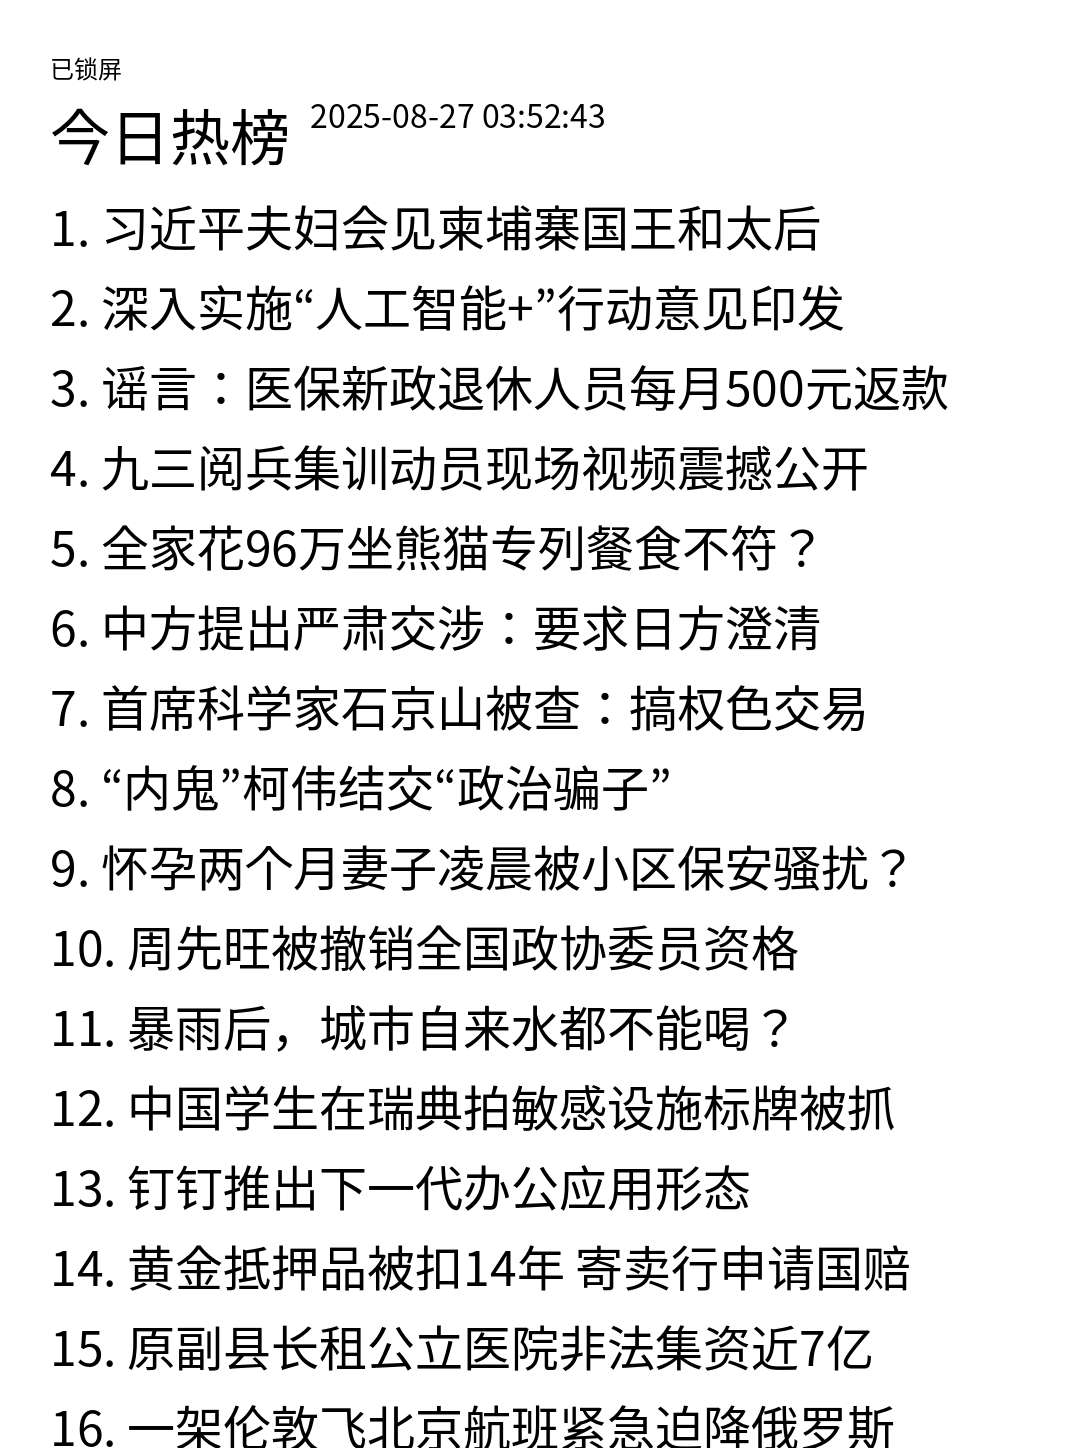 已锁屏
今日热榜 2025-08-27 03:52:43
1. 习近平夫妇会见柬埔寨国王和太后
2. 深入实施“人工智能+”行动意见印发
3. 谣言：医保新政退休人员每月500元返款
4. 九三阅兵集训动员现场视频震撼公开
5. 全家花96万坐熊猫专列餐食不符？
6. 中方提出严肃交涉：要求日方澄清
7. 首席科学家石京山被查：搞权色交易
8. “内鬼”柯伟结交“政治骗子”
9. 怀孕两个月妻子凌晨被小区保安骚扰？
10. 周先旺被撤销全国政协委员资格
11. 暴雨后，城市自来水都不能喝？
12. 中国学生在瑞典拍敏感设施标牌被抓
13. 钉钉推出下一代办公应用形态
14. 黄金抵押品被扣14年 寄卖行申请国赔
15. 原副县长租公立医院非法集资近7亿
16. 一架伦敦飞北京航班紧急迫降俄罗斯